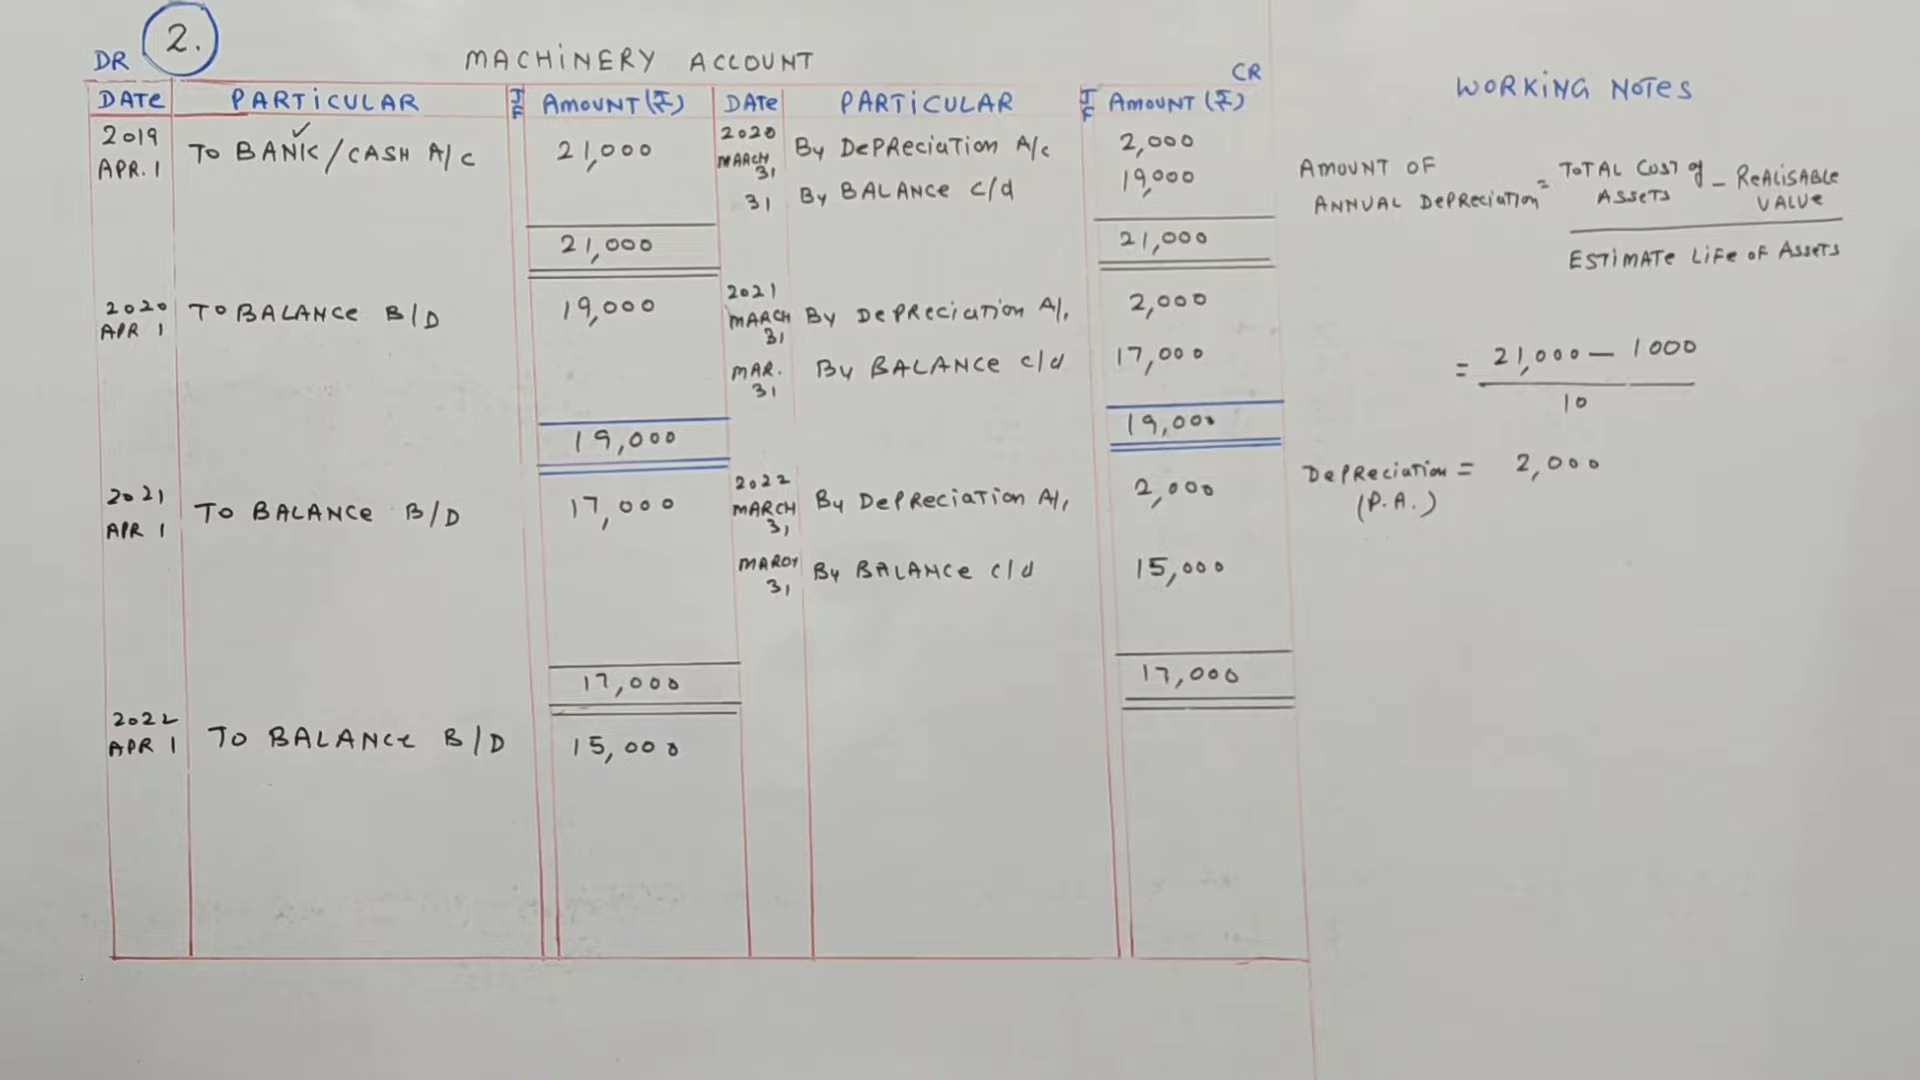 2.
DR MACHINERY ACCOUNT CR
DATE PARTICULAR JF AMOUNT (₹) DATE PARTICULAR JF AMOUNT (₹)
2019 APR. 1 TO BANK/CASH A/C 21,000 2020 MARCH 31 By DEPRECIATION A/c 2,000
31 By BALANCE c/d 19,000
21,000 21,000
2020 APR 1 TO BALANCE B/D 19,000 2021 MARCH 31 By DEPRECIATION A/, 2,000
MAR. 31 By BALANCE c/d 17,000
19,000 19,000
2021 APR 1 TO BALANCE B/D 17,000 2022 MARCH 31 By DEPRECIATION A/, 2,000
MARCH 31 By BALANCE c/d 15,000
17,000 17,000
2022 APR 1 TO BALANCE B/D 15,000
WORKING NOTES
AMOUNT OF
ANNUAL DEPRECIATION = TOTAL COST of ASSETS – REALISABLE VALUE
ESTIMATE LIFE OF ASSETS
= 21,000 – 1000
10
DEPRECIATION = 2,000
(P.A.)